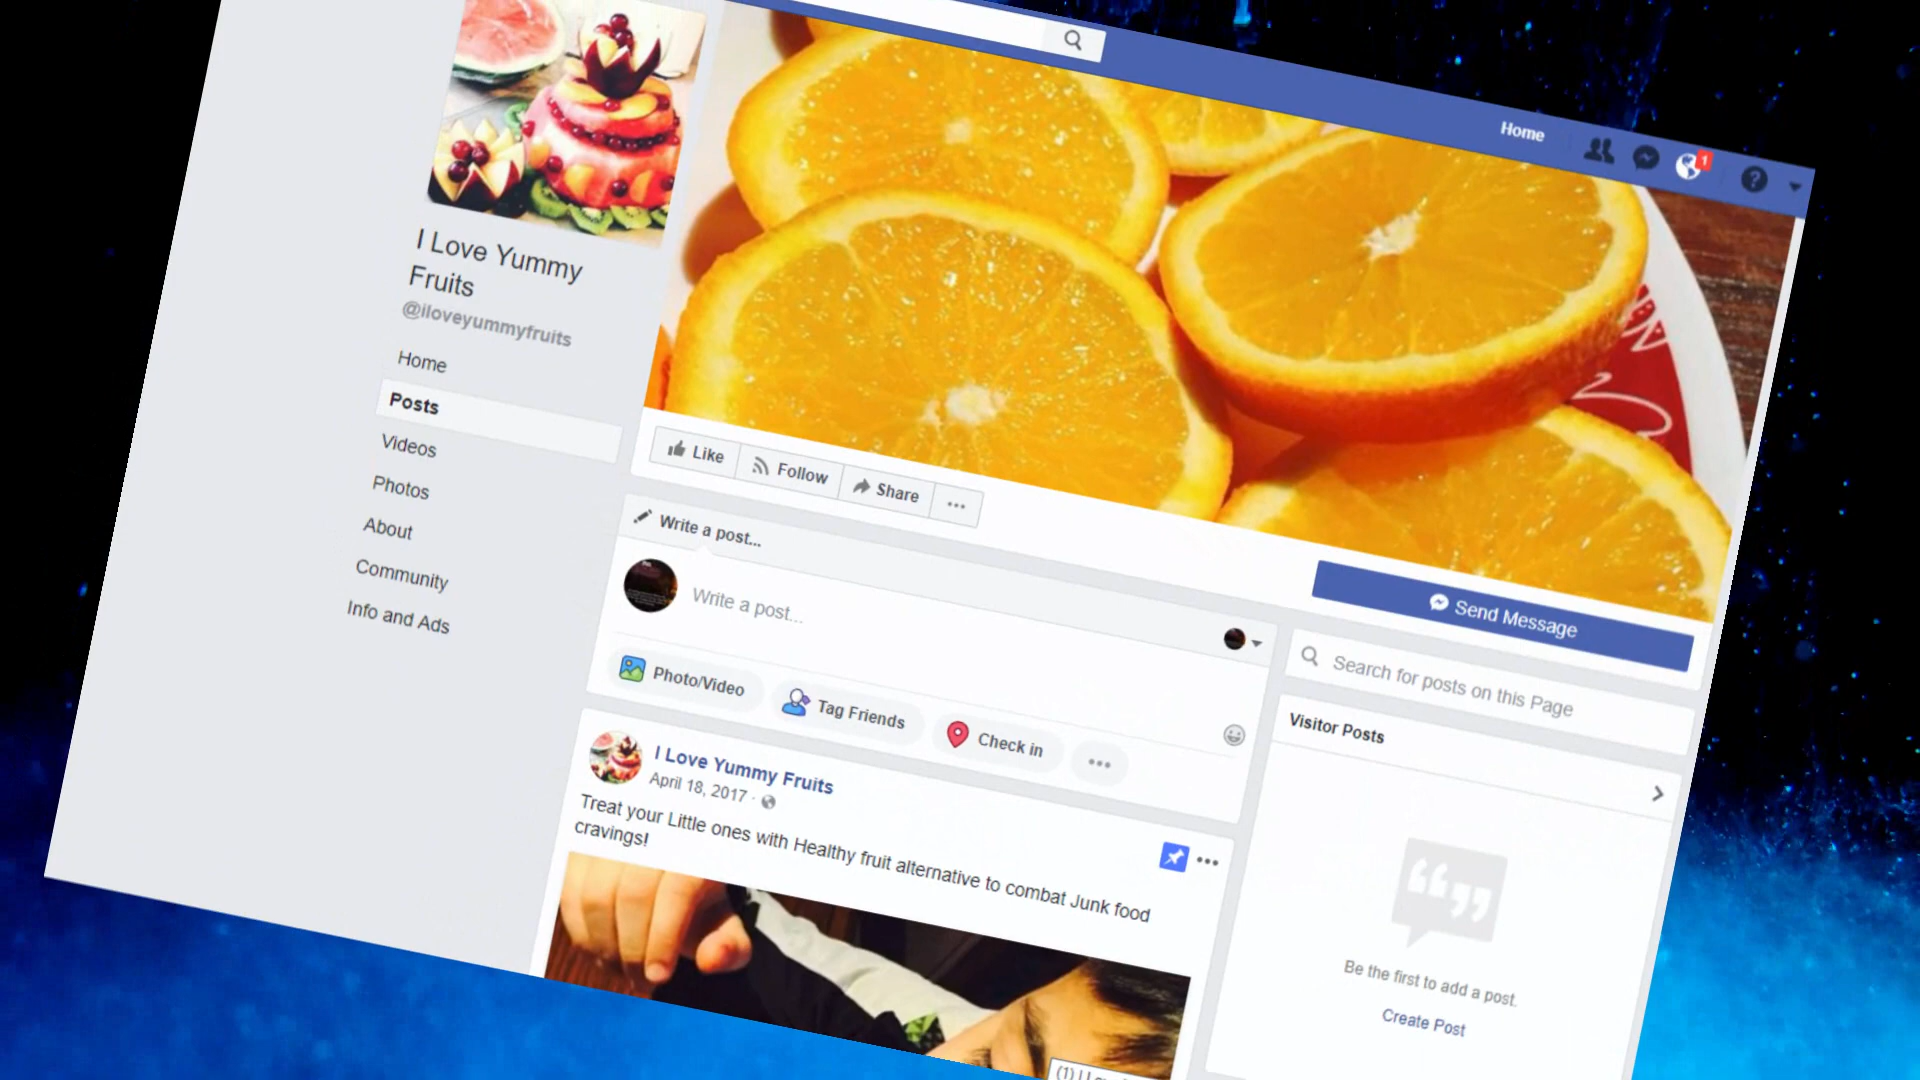 Home
1
I Love Yummy
Fruits
@iloveyummyfruits
Home
Posts
Videos
Photos
About
Community
Info and Ads
Like
Follow
Share
Send Message
Write a post...
Write a post...
Photo/Video
Tag Friends
Check in
Search for posts on this Page
Visitor Posts
Be the first to add a post.
Create Post
I Love Yummy Fruits
April 18, 2017 ·
Treat your Little ones with Healthy fruit alternative to combat Junk food
cravings!